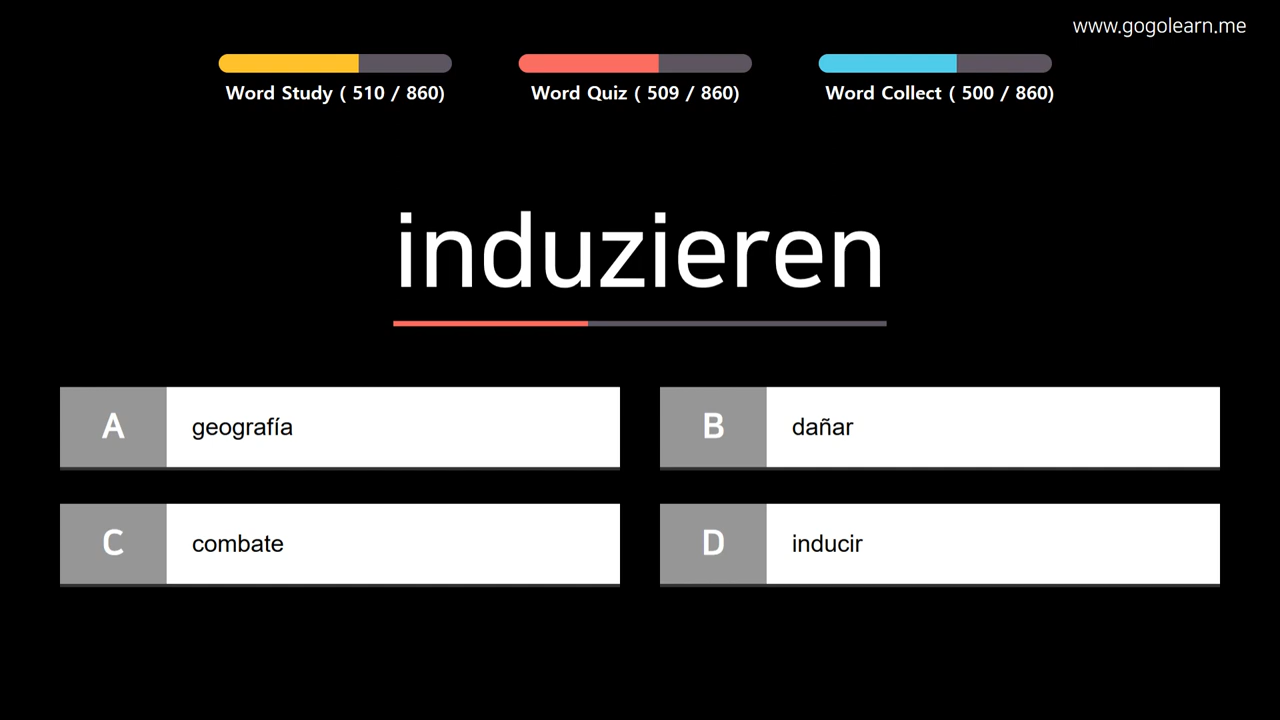 www.gogolearn.me
Word Study ( 510 / 860)
Word Quiz ( 509 / 860)
Word Collect ( 500 / 860)
induzieren
A geografía
B dañar
C combate
D inducir